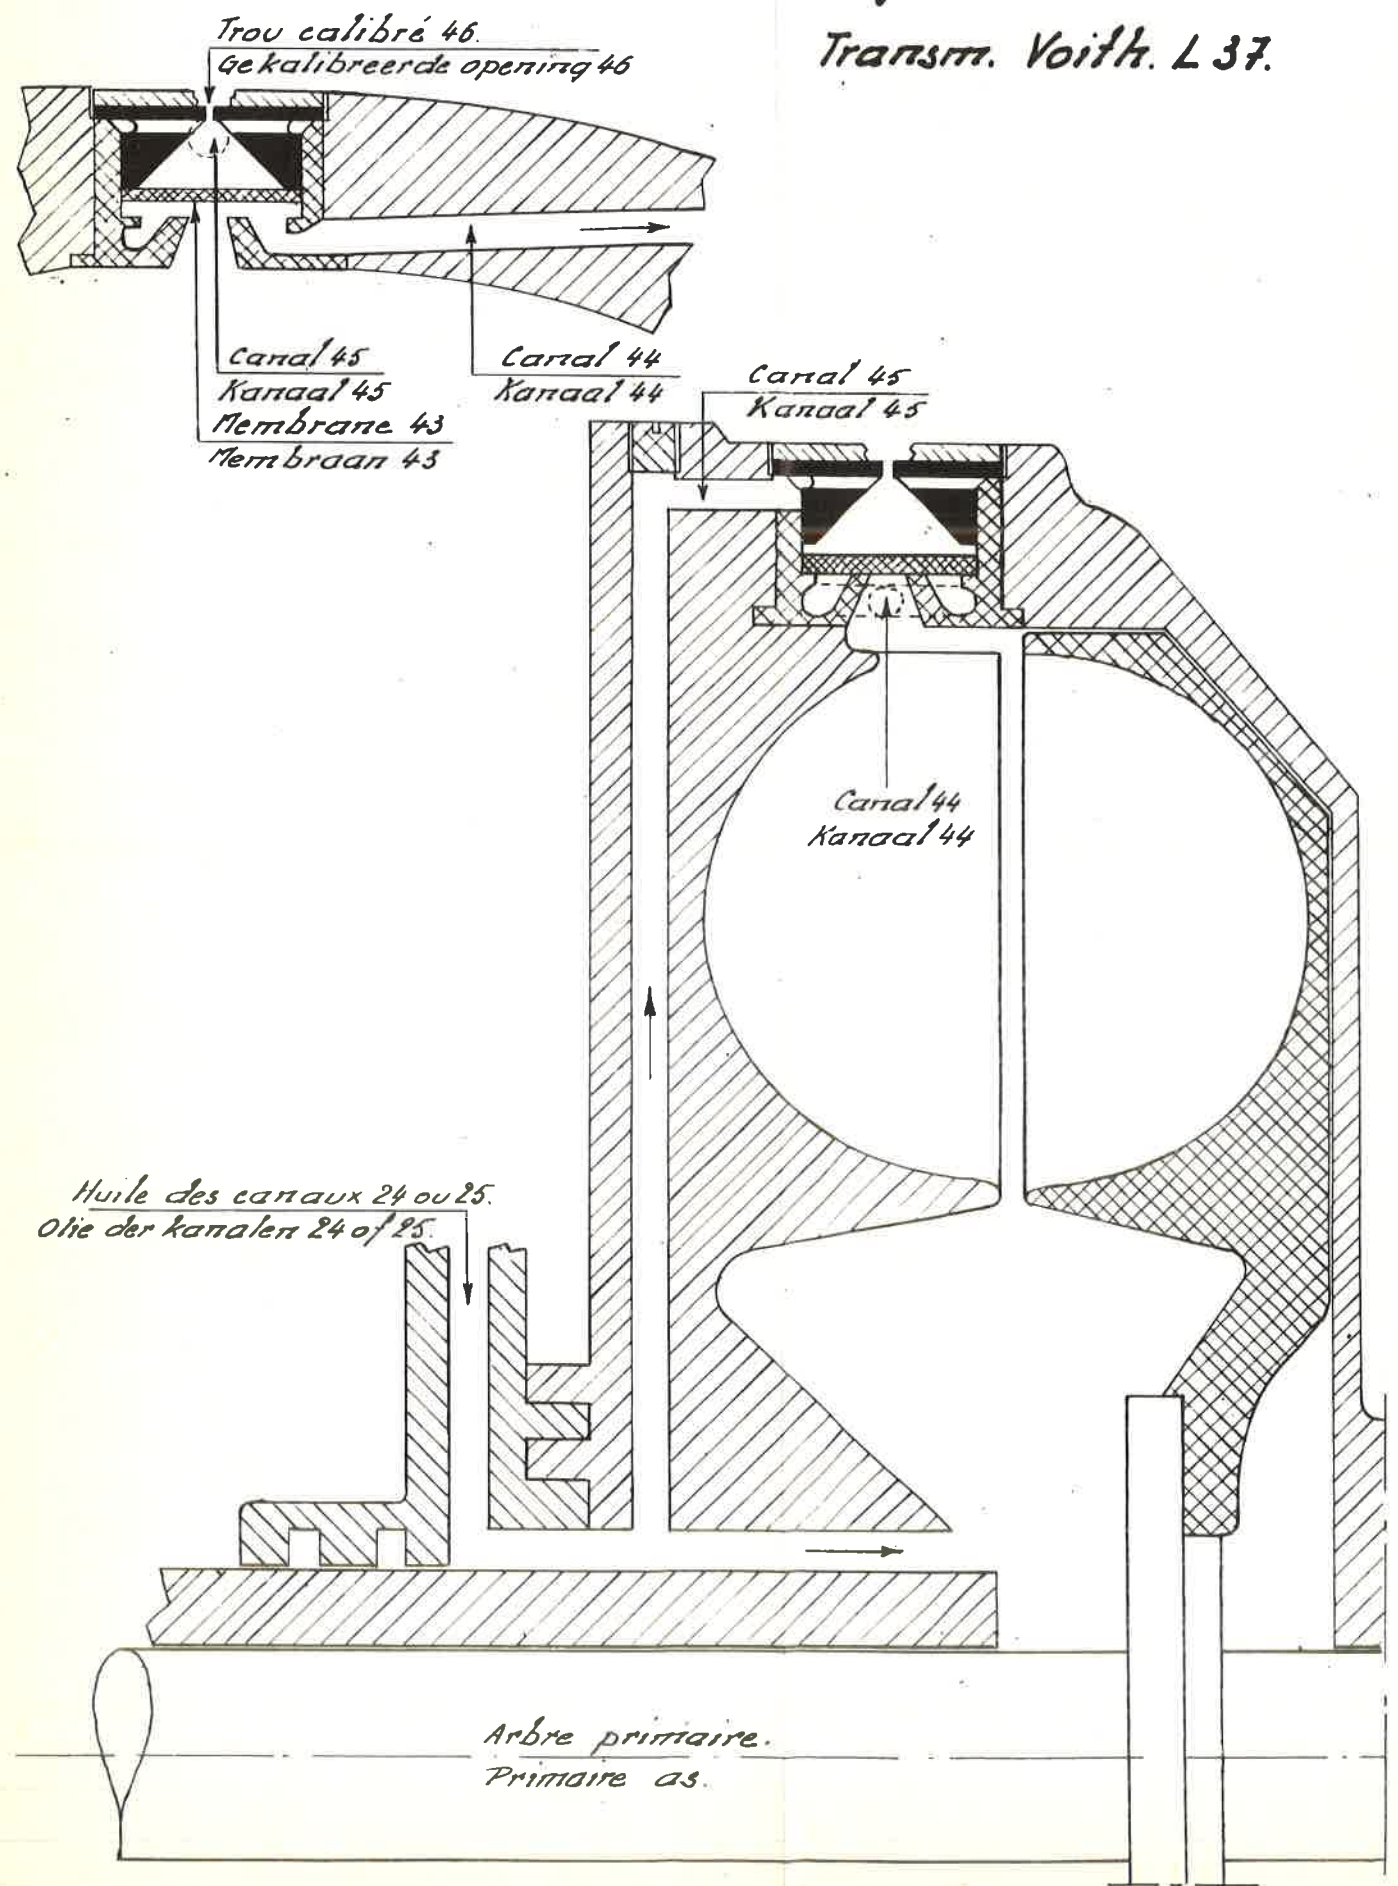 Transm. Voith. L 37.
Trou calibré 46.
Gekalibreerde opening 46
Canal 45
Kanaal 45
Membrane 43
Membraan 43
Canal 44
Kanaal 44
Canal 45
Kanaal 45
Canal 44
Kanaal 44
Huile des canaux 24 ou 25.
Olie der kanalen 24 of 25.
Arbre primaire.
Primaire as.